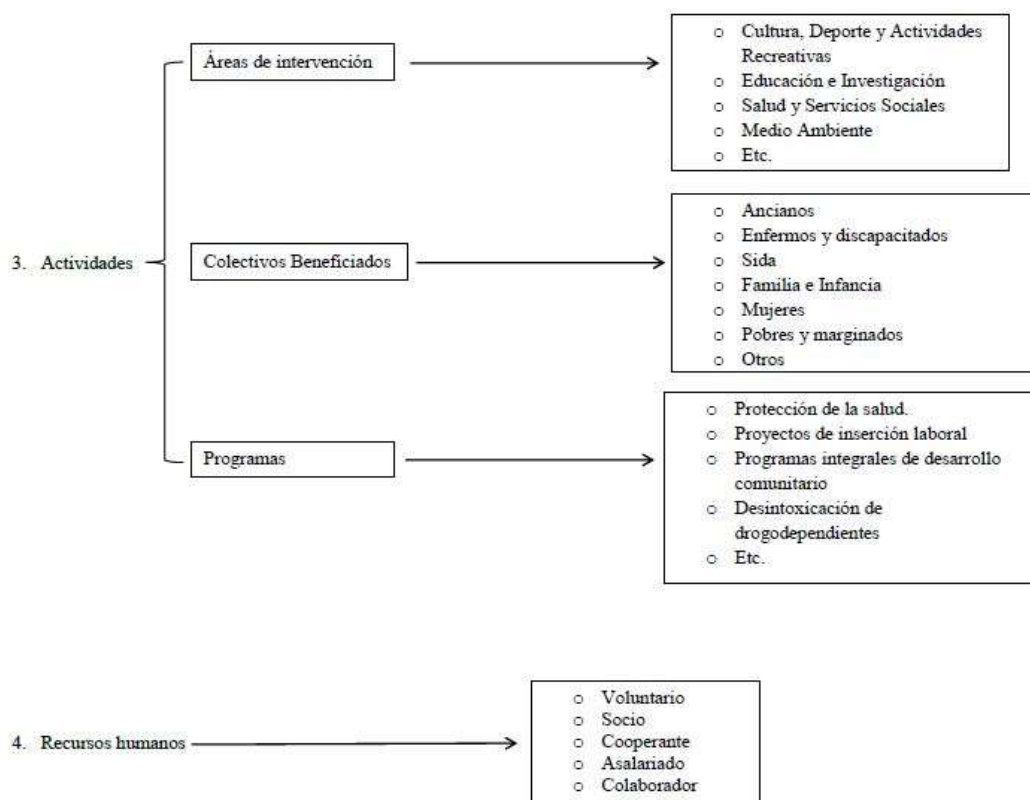 Áreas de intervención
o Cultura, Deporte y Actividades
Recreativas
o Educación e Investigación
o Salud y Servicios Sociales
o Medio Ambiente
o Etc.
3. Actividades
Colectivos Beneficiados
o Ancianos
o Enfermos y discapacitados
o Sida
o Familia e Infancia
o Mujeres
o Pobres y marginados
o Otros
Programas
o Protección de la salud.
o Proyectos de inserción laboral
o Programas integrales de desarrollo
comunitario
o Desintoxicación de
drogodependientes
o Etc.
4. Recursos humanos
o Voluntario
o Socio
o Cooperante
o Asalariado
o Colaborador